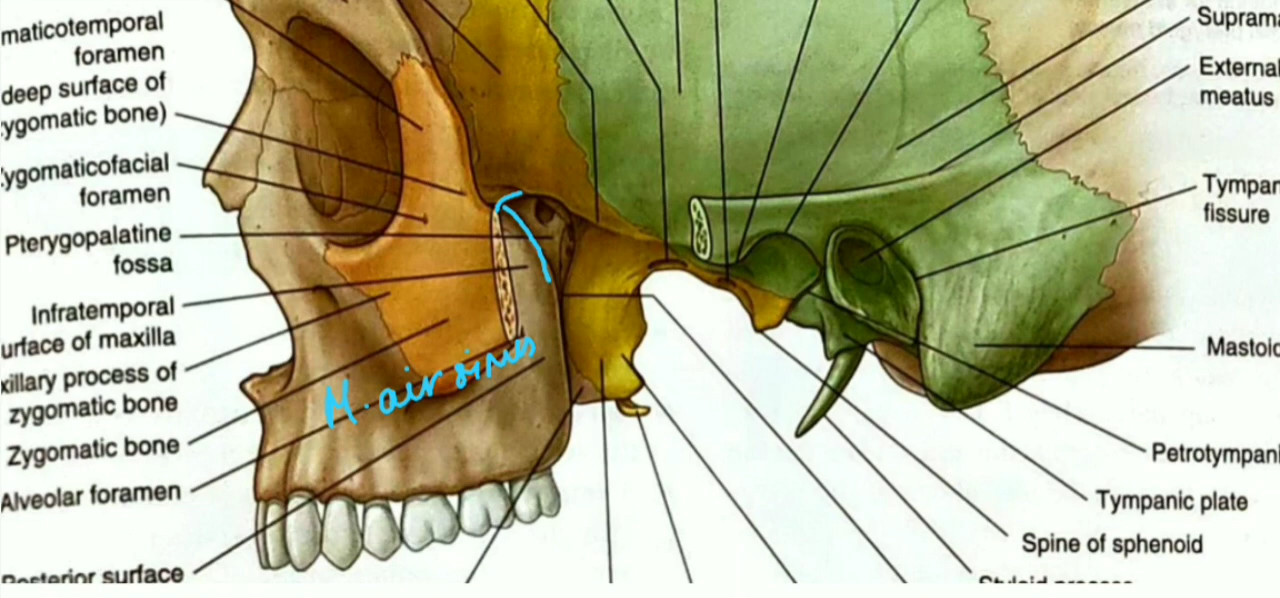 maticotemporal
foramen
deep surface of
ygomatic bone)
ygomaticofacial
foramen
Pterygopalatine
fossa
Infratemporal
urface of maxilla
xillary process of
zygomatic bone
Zygomatic bone
Alveolar foramen
Posterior surface
M. air sinus
Suprama
External
meatus
Tympan
fissure
Mastoid
Petrotympani
Tympanic plate
Spine of sphenoid
Styloid process